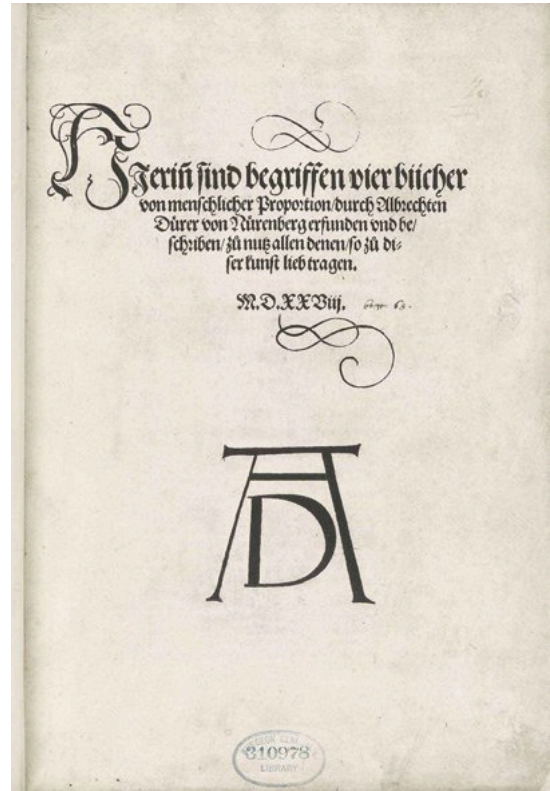 HJeriñ sind begriffen vier bücher
von menschlicher Proportion/durch Albrechten
Dürer von Nürenberg erfunden vnd be/
schriben/zů nutz allen denen/so zů di-
ser kunst lieb tragen.
M.D.XXViij.
AD
310978
LIBRARY